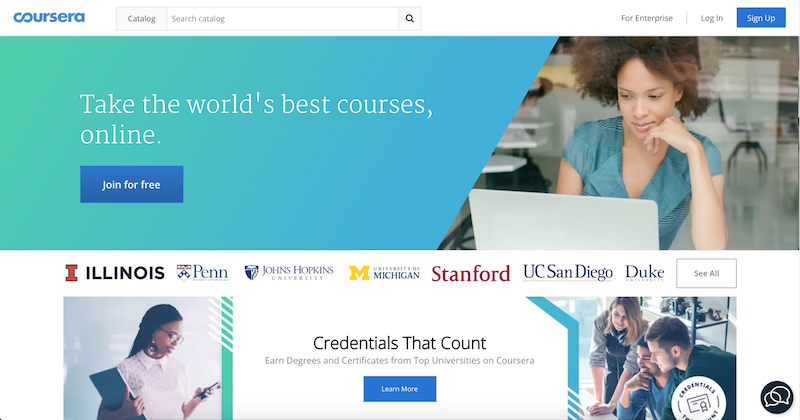 coursera
Catalog
Search catalog
For Enterprise
Log In
Sign Up
Take the world's best courses,
online.
Join for free
ILLINOIS
Penn
JOHNS HOPKINS
UNIVERSITY
M
UNIVERSITY OF
MICHIGAN
Stanford
UC San Diego
Duke
UNIVERSITY
See All
Credentials That Count
Earn Degrees and Certificates from Top Universities on Coursera
Learn More
CREDENTIALS